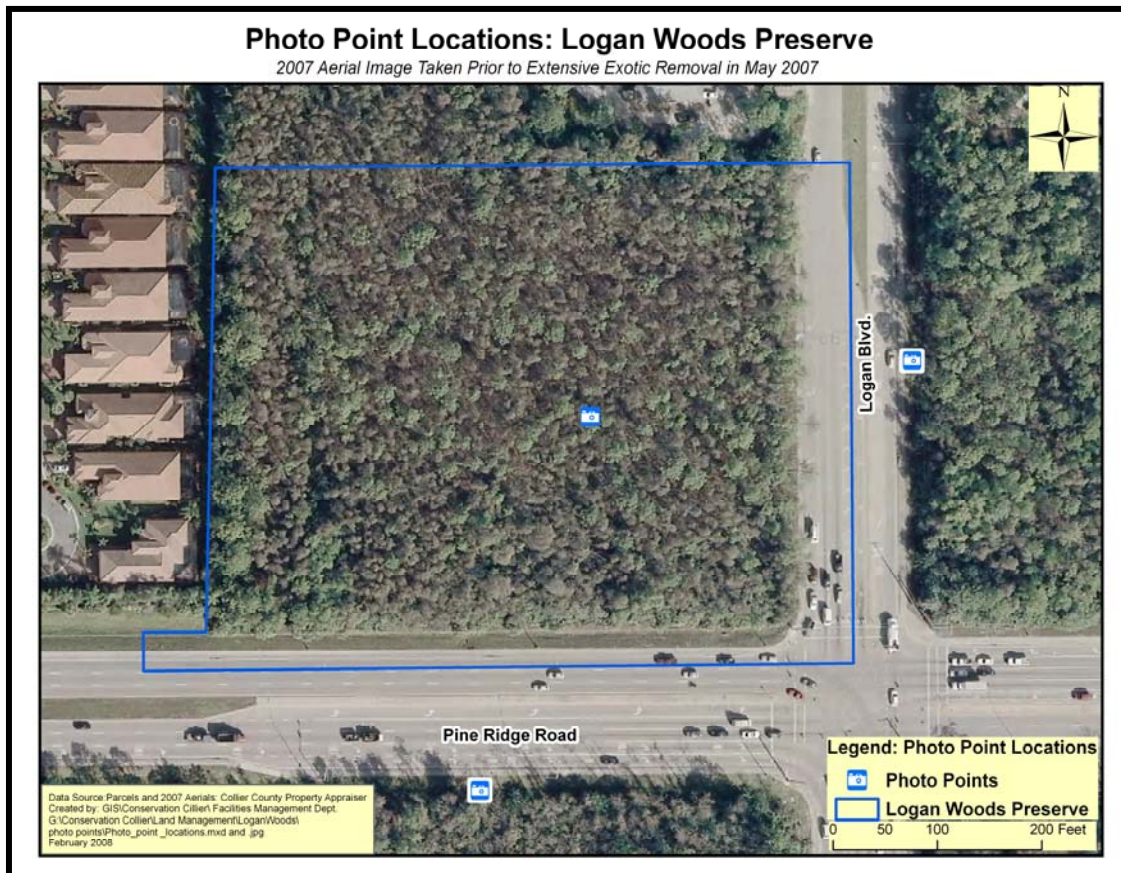 Photo Point Locations: Logan Woods Preserve
2007 Aerial Image Taken Prior to Extensive Exotic Removal in May 2007
N
Logan Blvd.
Pine Ridge Road
Legend: Photo Point Locations
Photo Points
Logan Woods Preserve
0 50 100 200 Feet
Data Source:Parcels and 2007 Aerials: Collier County Property Appraiser
Created by: GIS\Conservation Cillier\ Facilities Management Dept.
G:\Conservation Collier\Land Management\LoganWoods\
photo points\Photo_point_locations.mxd and .jpg
February 2008